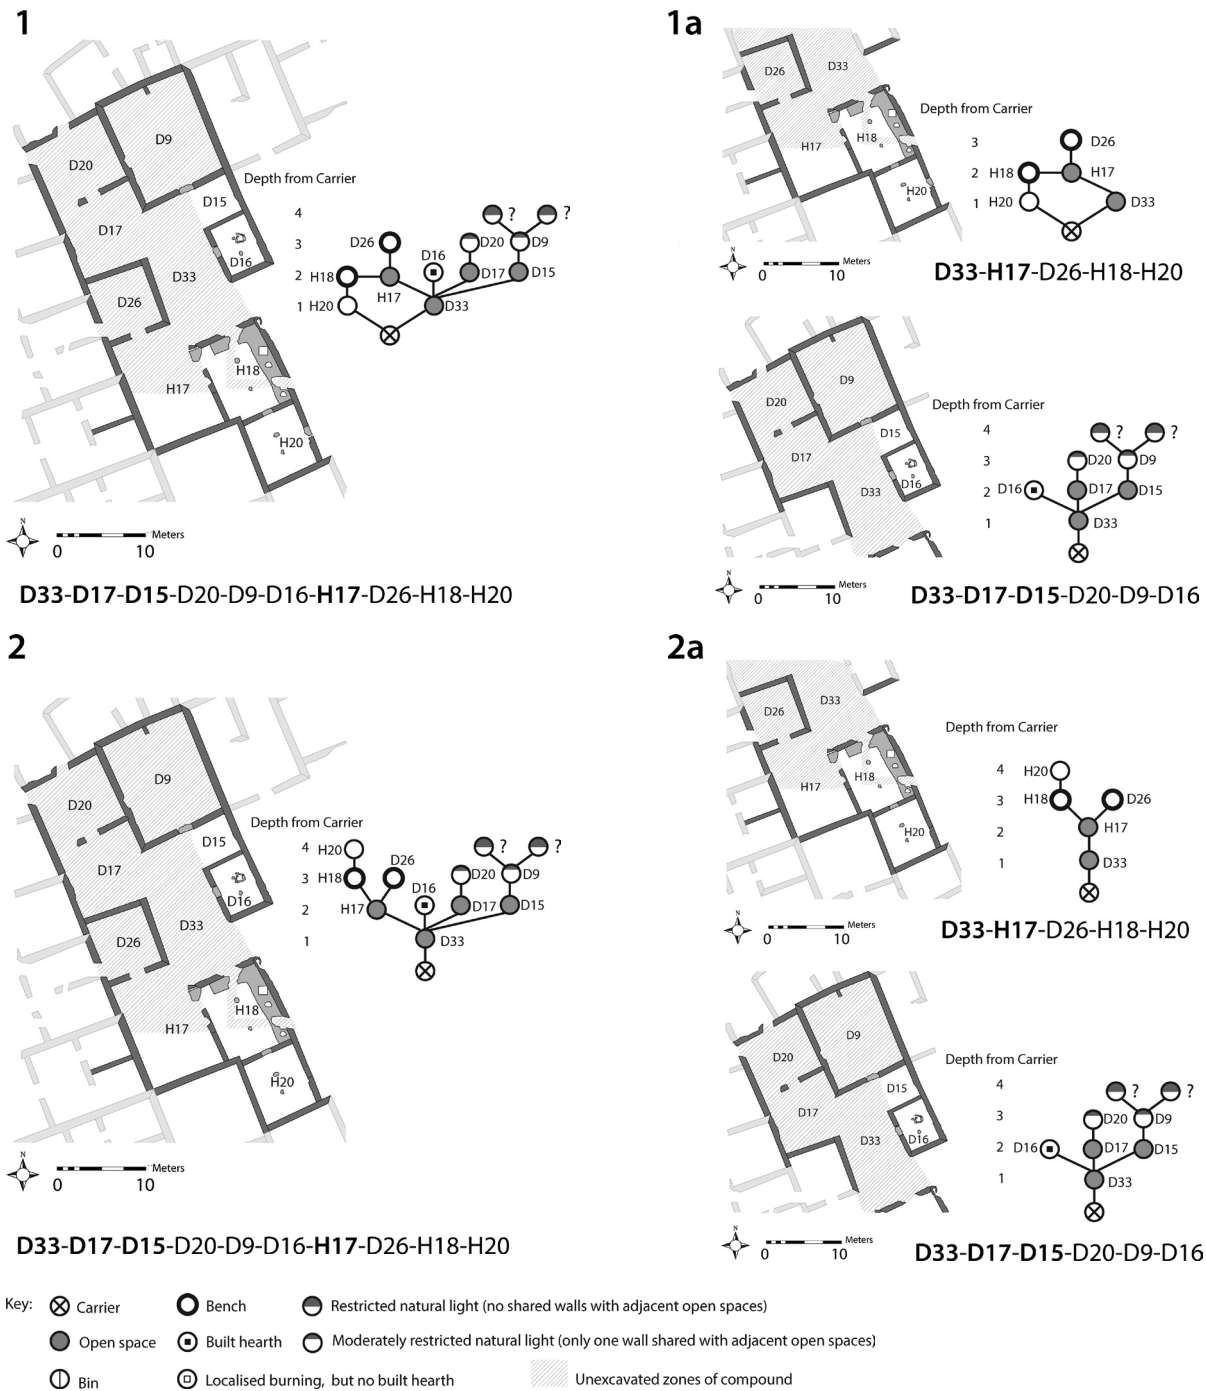 1
D9
D20
D15
D17
D16
D33
D26
H18
H17
H20
Depth from Carrier
4
? ?
3 D26 D16 D20 D9
2 H18 H17 D17 D15
1 H20 D33
N
0 10 Meters
D33-D17-D15-D20-D9-D16-H17-D26-H18-H20
1a
D33
D26
H18
H17
H20
Depth from Carrier
3 D26
2 H18 H17
1 H20 D33
N
0 10 Meters
D33-H17-D26-H18-H20
D9
D20
D15
D17
D16
D33
Depth from Carrier
4 ? ?
3 D20 D9
2 D16 D17 D15
1 D33
N
0 10 Meters
D33-D17-D15-D20-D9-D16
2
D9
D20
D15
D17
D16
D33
D26
H18
H17
H20
Depth from Carrier
4 H20 ? ?
3 H18 D26 D16 D20 D9
2 H17 D17 D15
1 D33
N
0 10 Meters
D33-D17-D15-D20-D9-D16-H17-D26-H18-H20
2a
D33
D26
H18
H17
H20
Depth from Carrier
4 H20
3 H18 D26
2 H17
1 D33
N
0 10 Meters
D33-H17-D26-H18-H20
D9
D20
D15
D17
D16
D33
Depth from Carrier
4 ? ?
3 D20 D9
2 D16 D17 D15
1 D33
N
0 10 Meters
D33-D17-D15-D20-D9-D16
Key: Carrier Bench Restricted natural light (no shared walls with adjacent open spaces)
Open space Built hearth Moderately restricted natural light (only one wall shared with adjacent open spaces)
Bin Localised burning, but no built hearth Unexcavated zones of compound